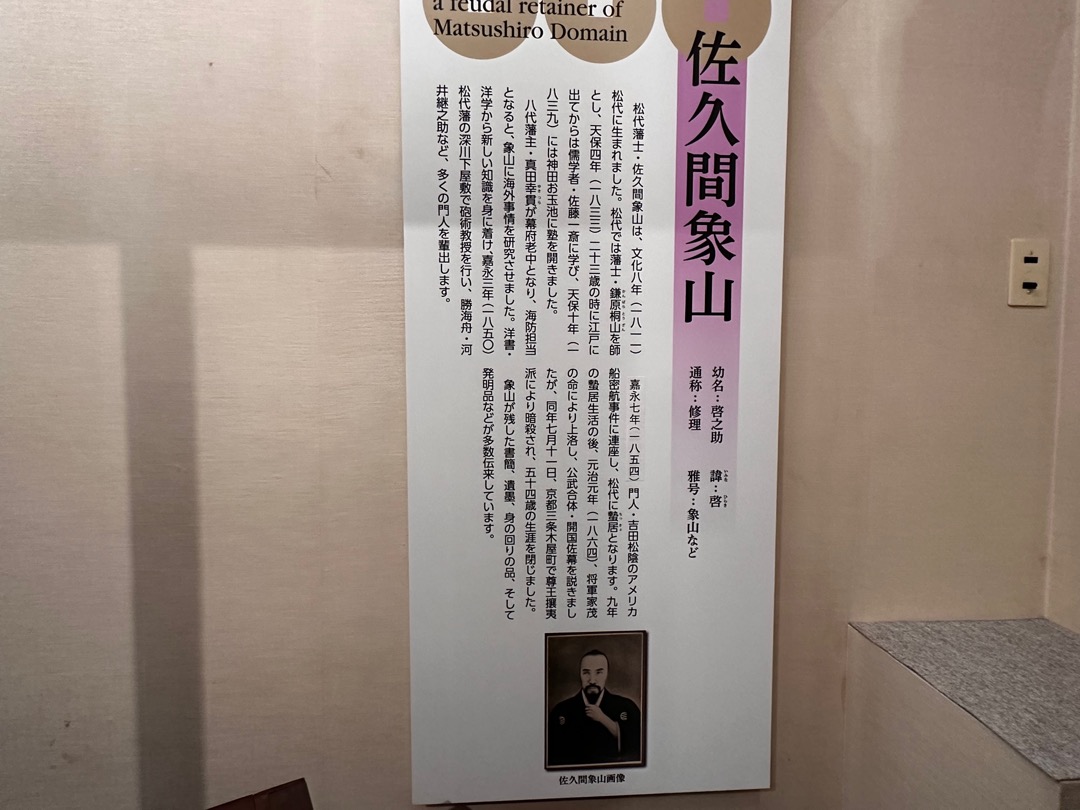 a feudal retainer of
Matsushiro Domain
佐久間象山
幼名：啓之助　諱：啓
通称：修理　雅号：象山など
松代藩士・佐久間象山は、文化八年（一八一一）
松代に生まれました。松代では藩士・鎌原桐山を師
とし、天保四年（一八三三）二十三歳の時に江戸に
出てからは儒学者・佐藤一斎に学び、天保十年（一
八三九）には神田お玉池に塾を開きました。
八代藩主・真田幸貫が幕府老中となり、海防担当
となると、象山に海外事情を研究させました。洋書・
洋学から新しい知識を身に着け、嘉永三年（一八五〇）
松代藩の深川下屋敷で砲術教授を行い、勝海舟・河
井継之助など、多くの門人を輩出します。
嘉永七年（一八五四）門人・吉田松陰のアメリカ
船密航事件に連座し、松代に蟄居となります。九年
の蟄居生活の後、元治元年（一八六四）、将軍家茂
の命により上洛し、公武合体・開国佐幕を説きまし
たが、同年七月十一日、京都三条木屋町で尊王攘夷
派により暗殺され、五十四歳の生涯を閉じました。
象山が残した書簡、遺墨、身の回りの品、そして
発明品などが多数伝来しています。
佐久間象山画像